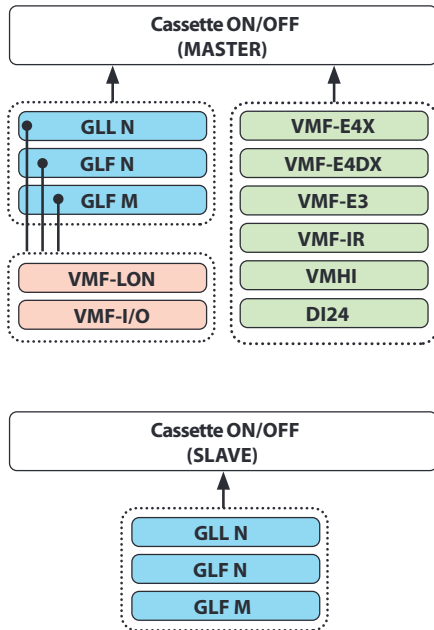 Cassette ON/OFF
(MASTER)
GLL N
GLF N
GLF M
VMF-LON
VMF-I/O
VMF-E4X
VMF-E4DX
VMF-E3
VMF-IR
VMHI
DI24
Cassette ON/OFF
(SLAVE)
GLL N
GLF N
GLF M